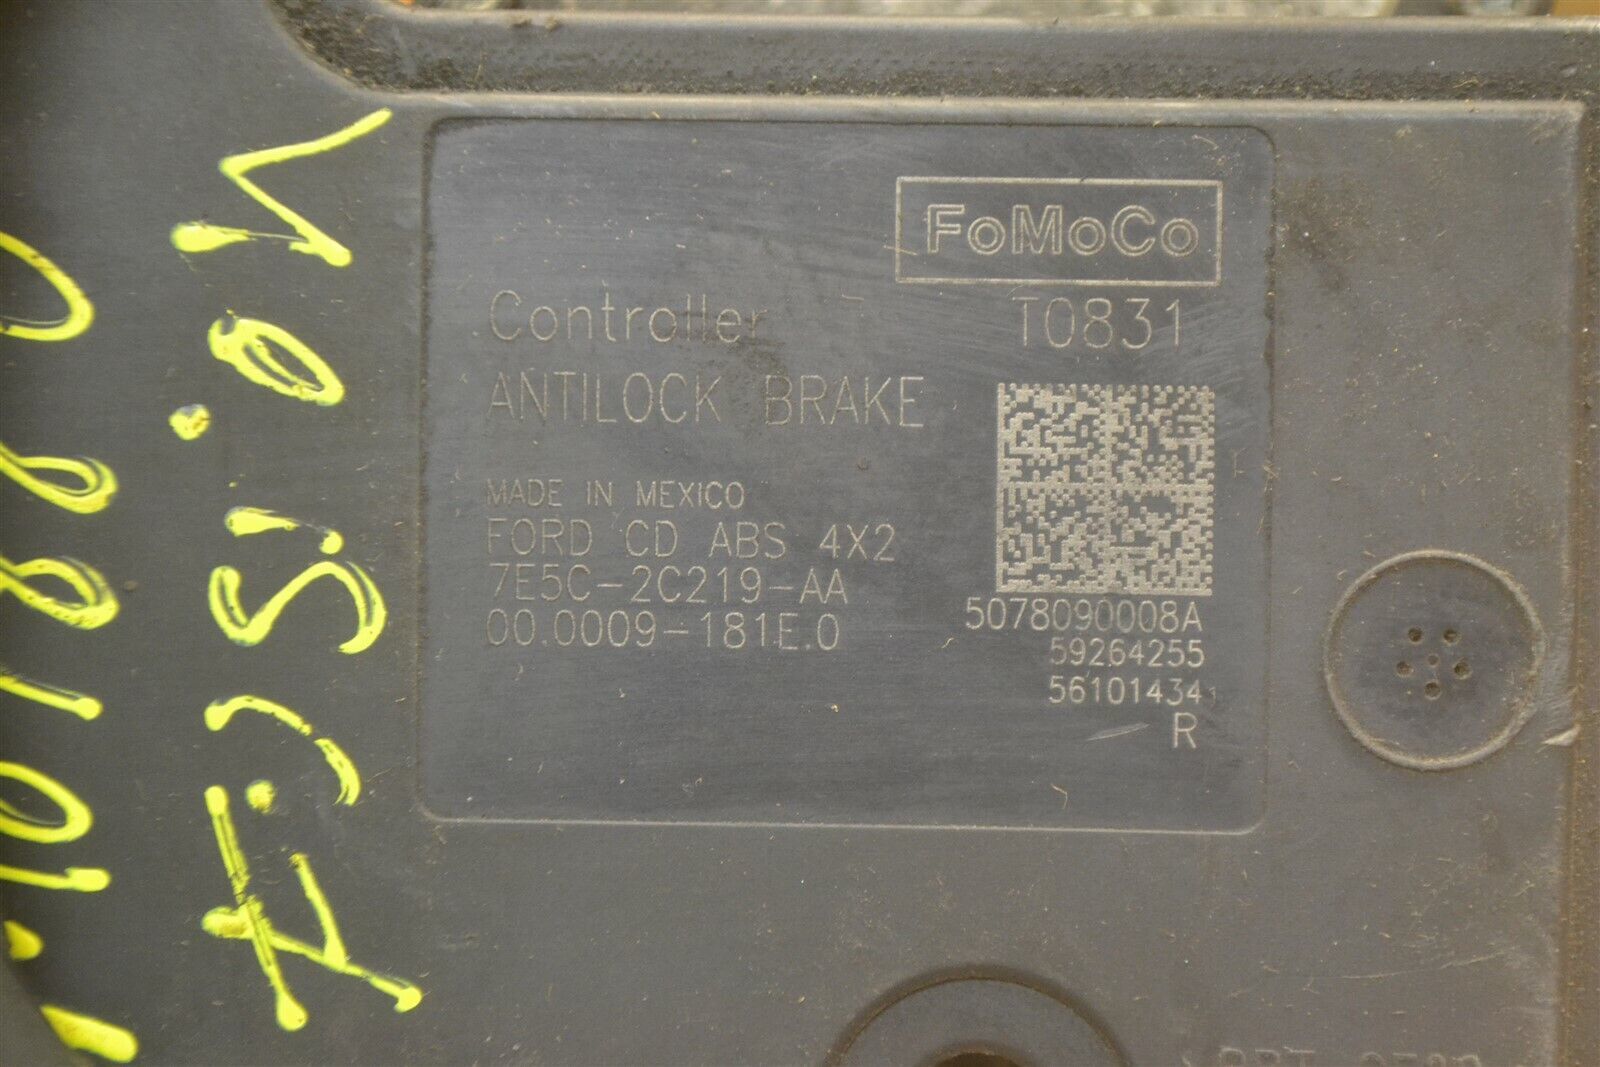 FoMoCo
Controller T0831
ANTILOCK BRAKE
MADE IN MEXICO
FORD CD ABS 4X2
7E5C-2C219-AA
00.0009-181E.0
5078090008A
59264255
561014341
R